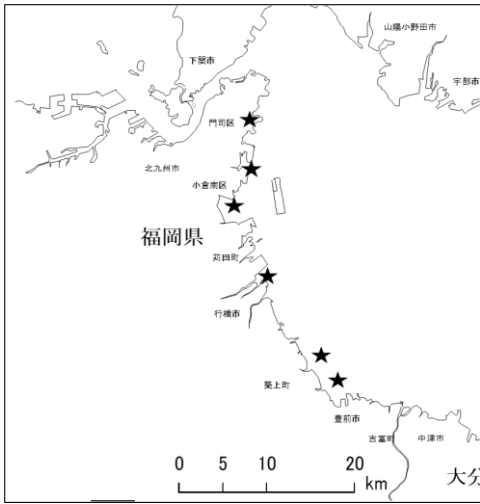 山陽小野田市
下関市
宇部市
門司区
北九州市
小倉南区
福岡県
苅田町
行橋市
築上町
豊前市
吉富町
中津市
大分
0 5 10 20
km